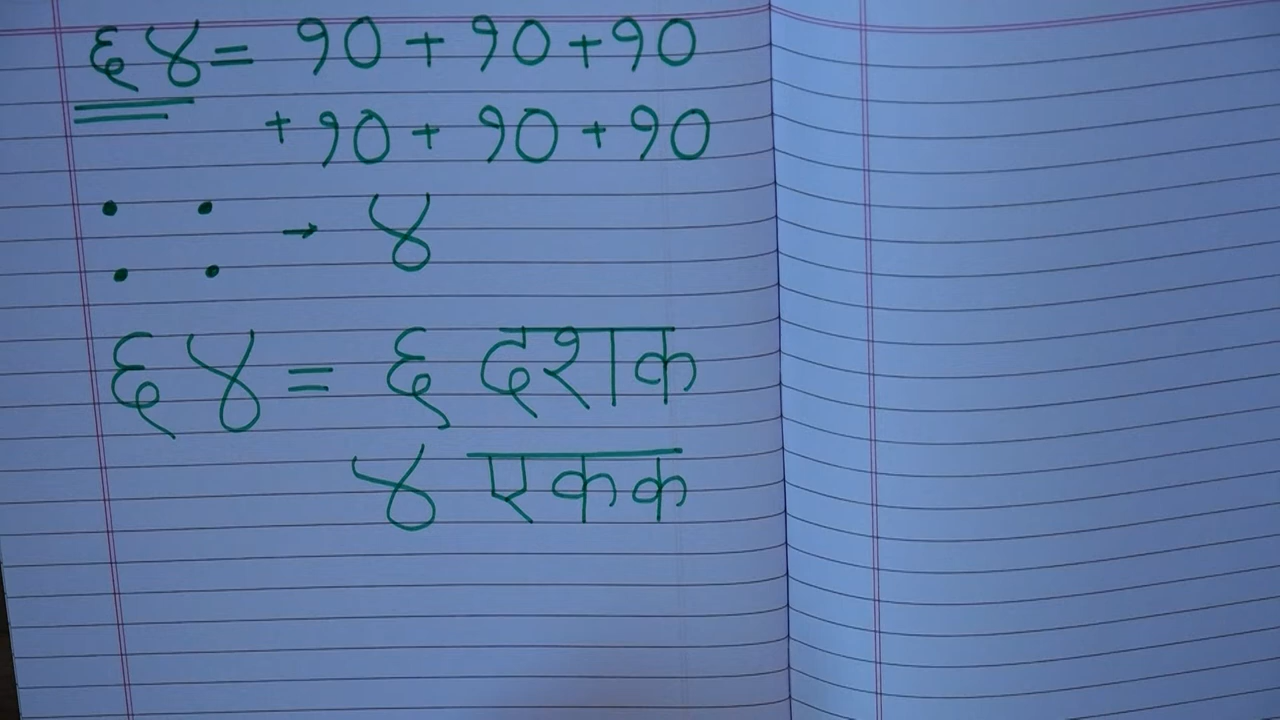 ६४ = १० + १० + १०
+ १० + १० + १०
→ ४
६४ = ६ दशक
४ एकक